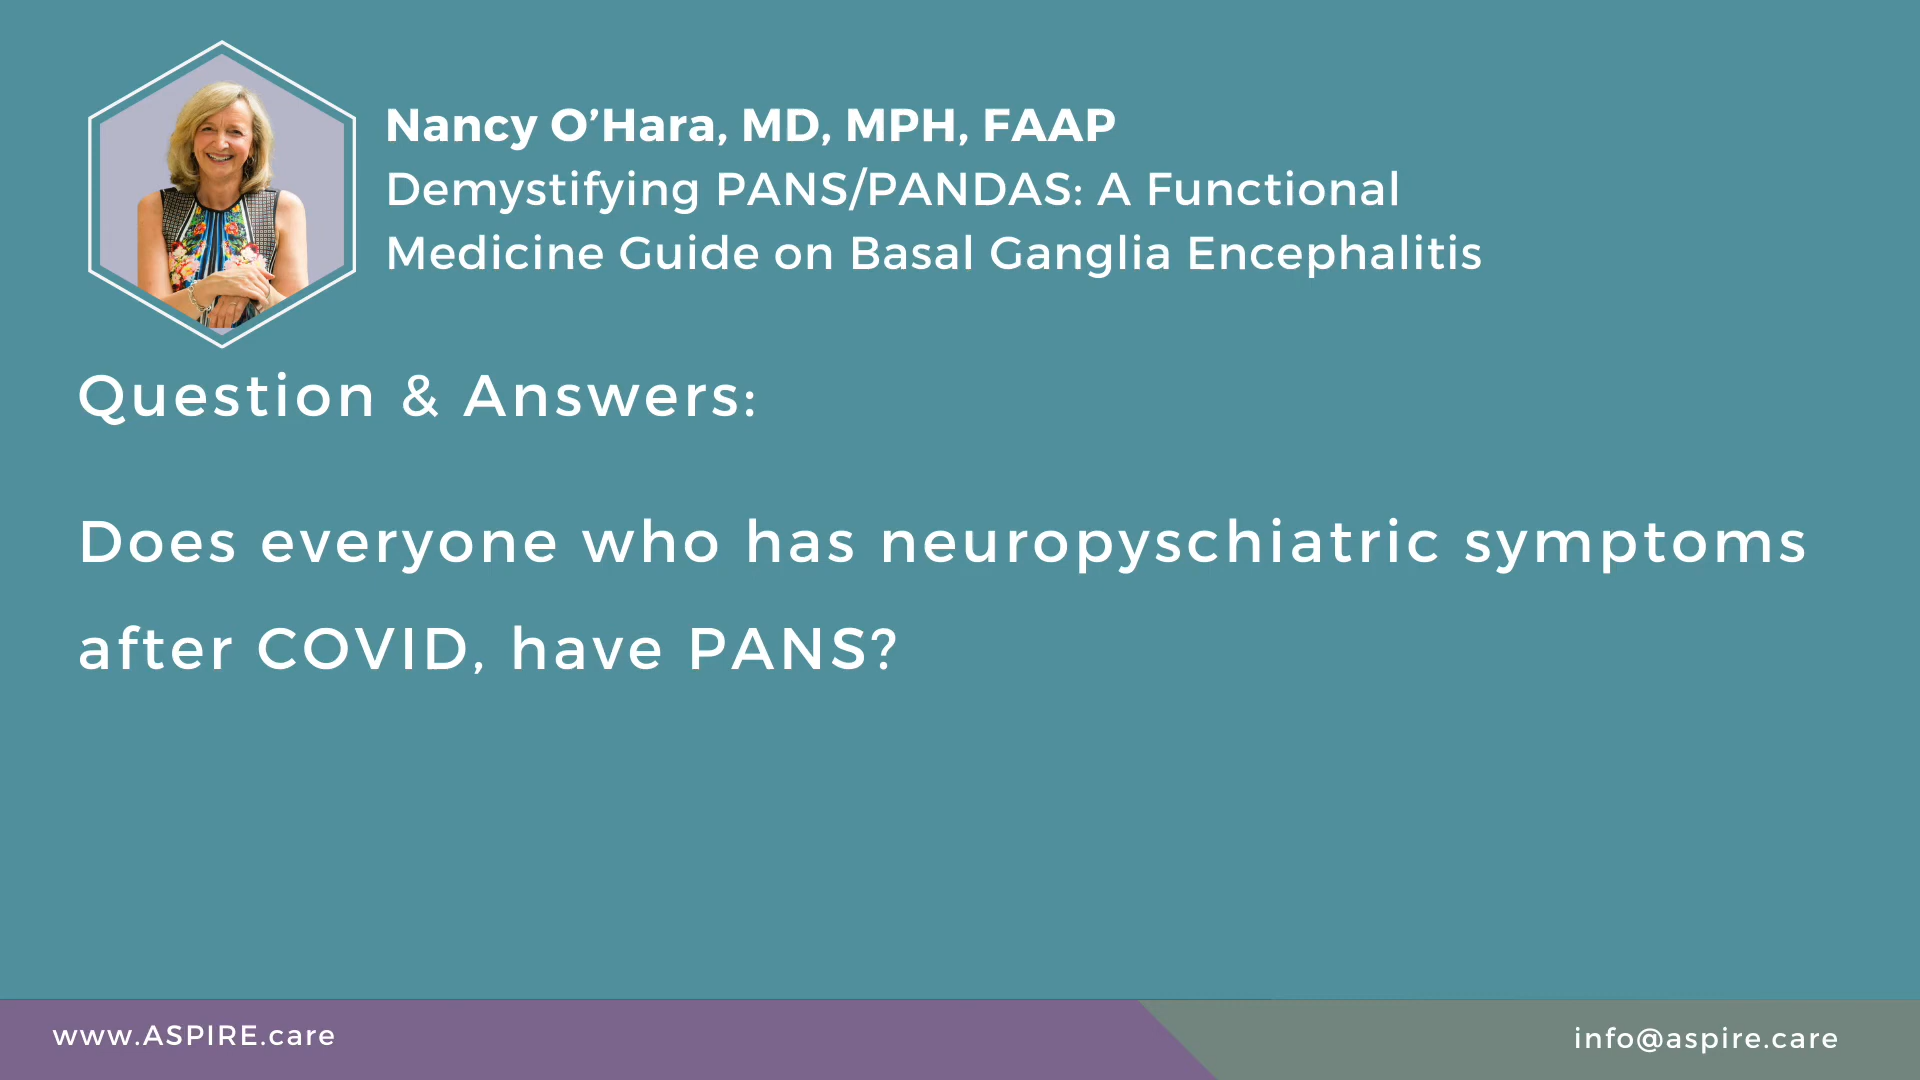 Nancy O’Hara, MD, MPH, FAAP
Demystifying PANS/PANDAS: A Functional
Medicine Guide on Basal Ganglia Encephalitis
Question & Answers:
Does everyone who has neuropyschiatric symptoms
after COVID, have PANS?
www.ASPIRE.care
info@aspire.care